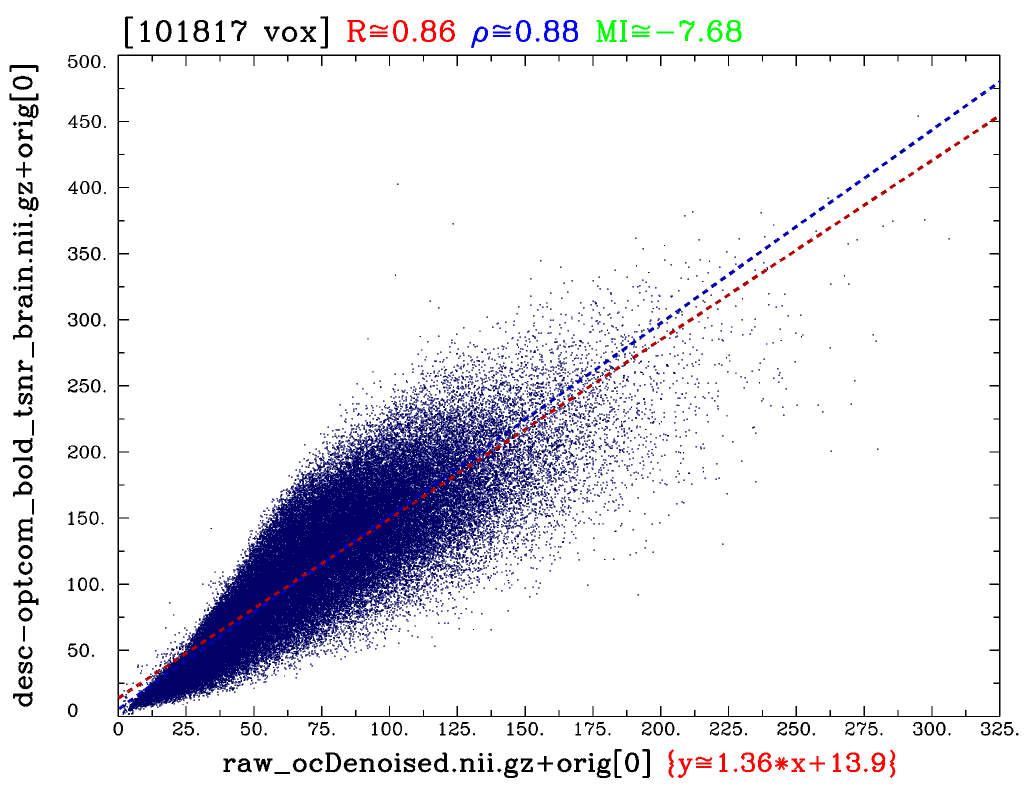 [101817 vox] R≅0.86 ρ≅0.88 MI≅−7.68
desc-optcom_bold_tsnr_brain.nii.gz+orig[0]
500.
450.
400.
350.
300.
250.
200.
150.
100.
50.
0
0 25. 50. 75. 100. 125. 150. 175. 200. 225. 250. 275. 300. 325.
raw_ocDenoised.nii.gz+orig[0] {y≅1.36*x+13.9}